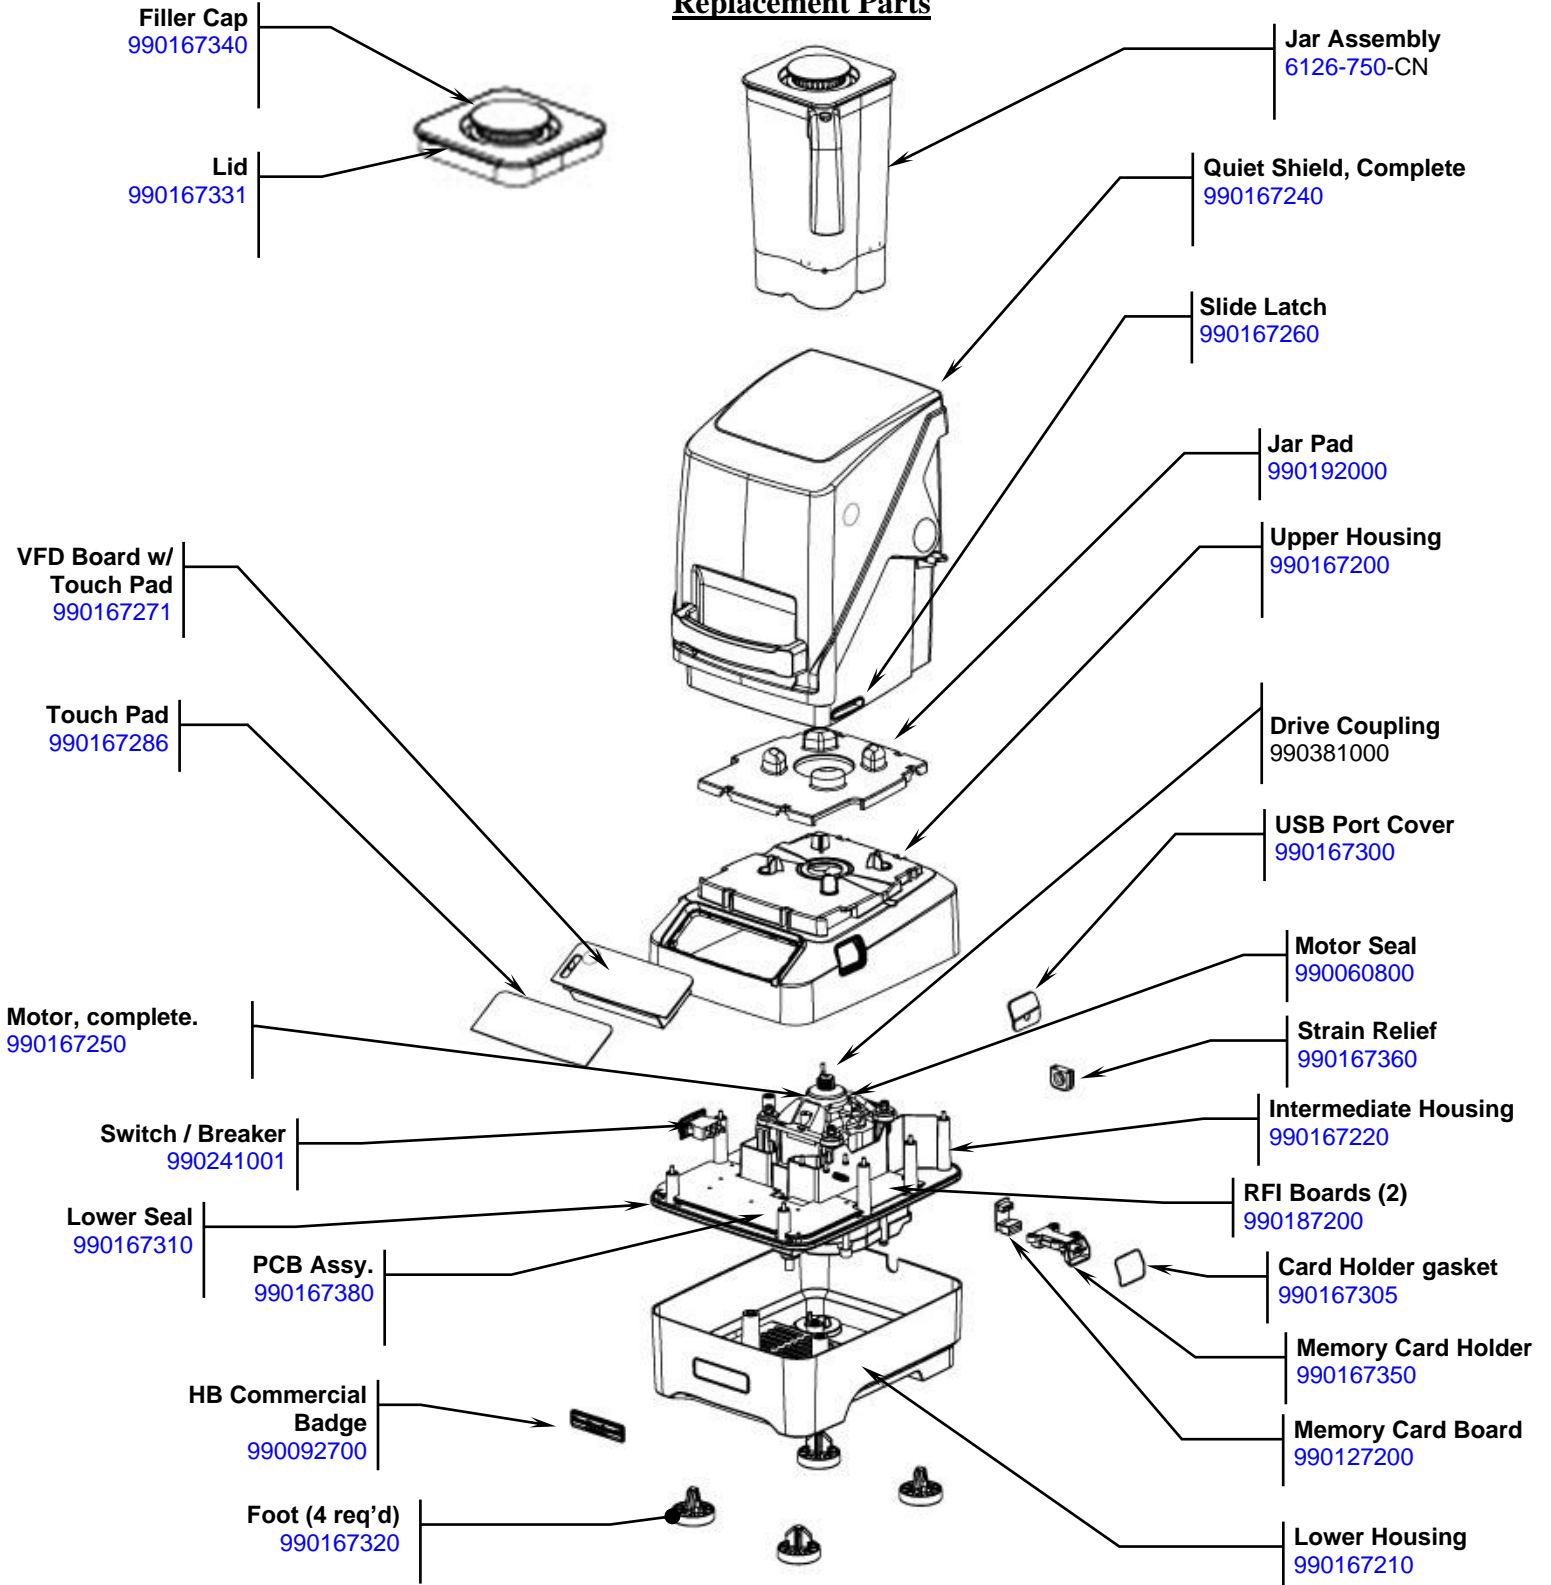 Replacement Parts
Filler Cap
990167340
Lid
990167331
Jar Assembly
6126-750-CN
Quiet Shield, Complete
990167240
Slide Latch
990167260
Jar Pad
990192000
Upper Housing
990167200
VFD Board w/
Touch Pad
990167271
Touch Pad
990167286
Drive Coupling
990381000
USB Port Cover
990167300
Motor Seal
990060800
Motor, complete.
990167250
Strain Relief
990167360
Switch / Breaker
990241001
Intermediate Housing
990167220
Lower Seal
990167310
RFI Boards (2)
990187200
PCB Assy.
990167380
Card Holder gasket
990167305
Memory Card Holder
990167350
HB Commercial
Badge
990092700
Memory Card Board
990127200
Foot (4 req’d)
990167320
Lower Housing
990167210